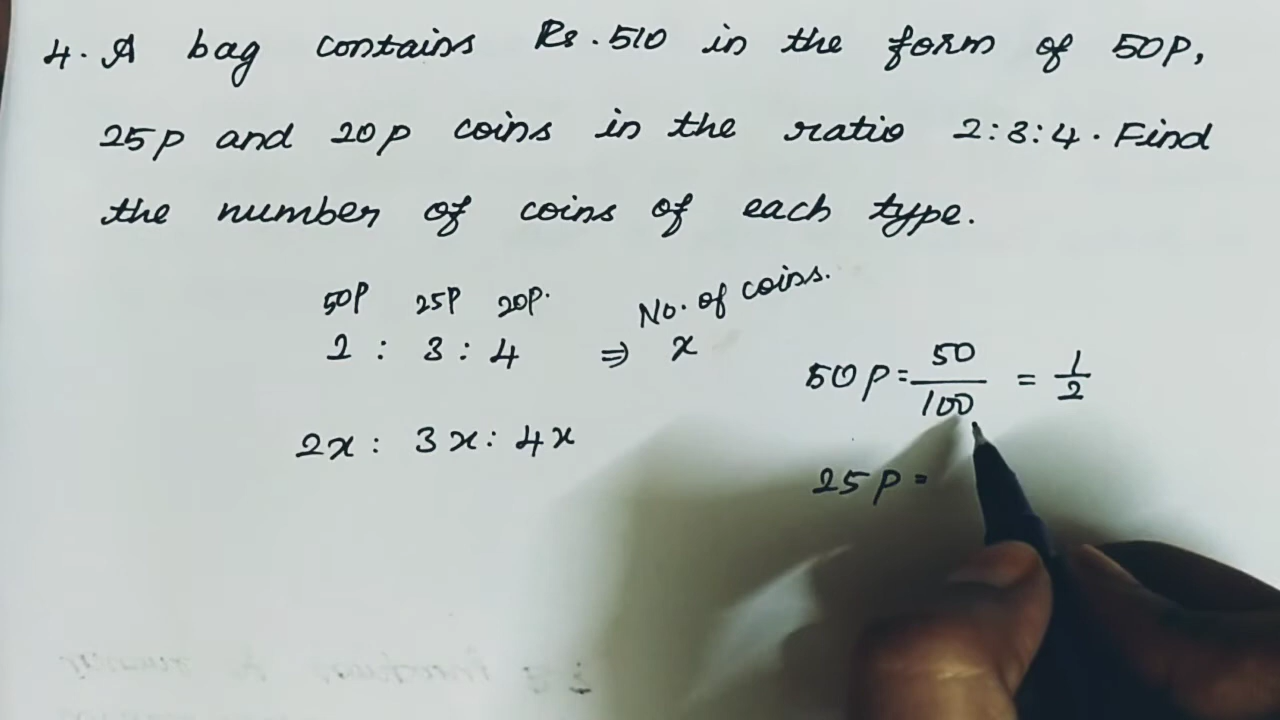 4. A bag contains Rs. 510 in the form of 50P,
25P and 20P coins in the ratio 2:3:4. Find
the number of coins of each type.
50P 25P 20P. No. of coins.
2 : 3 : 4 ⇒ x
50P = 50/100 = 1/2
2x : 3x : 4x
25P =